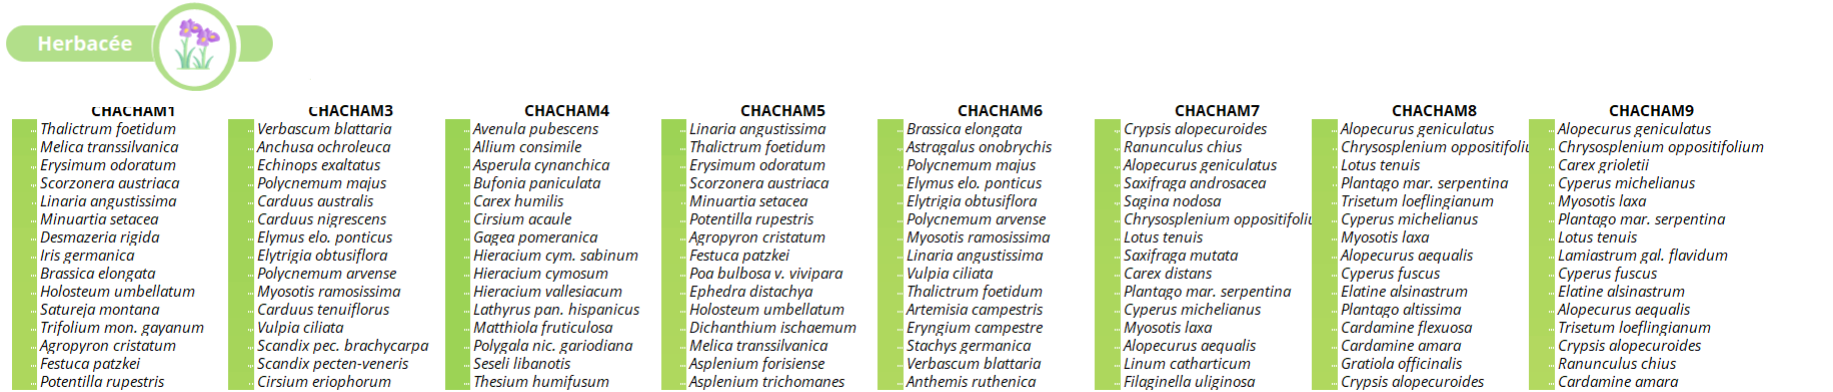 Herbacée
CHACHAM1
Thalictrum foetidum
Melica transsilvanica
Erysimum odoratum
Scorzonera austriaca
Linaria angustissima
Minuartia setacea
Desmazeria rigida
Iris germanica
Brassica elongata
Holosteum umbellatum
Satureja montana
Trifolium mon. gayanum
Agropyron cristatum
Festuca patzkei
Potentilla rupestris
CHACHAM3
Verbascum blattaria
Anchusa ochroleuca
Echinops exaltatus
Polycnemum majus
Carduus australis
Carduus nigrescens
Elymus elo. ponticus
Elytrigia obtusiflora
Polycnemum arvense
Myosotis ramosissima
Carduus tenuiflorus
Vulpia ciliata
Scandix pec. brachycarpa
Scandix pecten-veneris
Cirsium eriophorum
CHACHAM4
Avenula pubescens
Allium consimile
Asperula cynanchica
Bufonia paniculata
Carex humilis
Cirsium acaule
Gagea pomeranica
Hieracium cym. sabinum
Hieracium cymosum
Hieracium vallesiacum
Lathyrus pan. hispanicus
Matthiola fruticulosa
Polygala nic. gariodiana
Seseli libanotis
Thesium humifusum
CHACHAM5
Linaria angustissima
Thalictrum foetidum
Erysimum odoratum
Scorzonera austriaca
Minuartia setacea
Potentilla rupestris
Agropyron cristatum
Festuca patzkei
Poa bulbosa v. vivipara
Ephedra distachya
Holosteum umbellatum
Dichanthium ischaemum
Melica transsilvanica
Asplenium forisiense
Asplenium trichomanes
CHACHAM6
Brassica elongata
Astragalus onobrychis
Polycnemum majus
Elymus elo. ponticus
Elytrigia obtusiflora
Polycnemum arvense
Myosotis ramosissima
Linaria angustissima
Vulpia ciliata
Thalictrum foetidum
Artemisia campestris
Eryngium campestre
Stachys germanica
Verbascum blattaria
Anthemis ruthenica
CHACHAM7
Crypsis alopecuroides
Ranunculus chius
Alopecurus geniculatus
Saxifraga androsacea
Sagina nodosa
Chrysosplenium oppositifoliu
Lotus tenuis
Saxifraga mutata
Carex distans
Plantago mar. serpentina
Cyperus michelianus
Myosotis laxa
Alopecurus aequalis
Linum catharticum
Filaginella uliginosa
CHACHAM8
Alopecurus geniculatus
Chrysosplenium oppositifoliu
Lotus tenuis
Plantago mar. serpentina
Trisetum loeflingianum
Cyperus michelianus
Myosotis laxa
Alopecurus aequalis
Cyperus fuscus
Elatine alsinastrum
Plantago altissima
Cardamine flexuosa
Cardamine amara
Gratiola officinalis
Crypsis alopecuroides
CHACHAM9
Alopecurus geniculatus
Chrysosplenium oppositifolium
Carex grioletii
Cyperus michelianus
Myosotis laxa
Plantago mar. serpentina
Lotus tenuis
Lamiastrum gal. flavidum
Cyperus fuscus
Elatine alsinastrum
Alopecurus aequalis
Trisetum loeflingianum
Crypsis alopecuroides
Ranunculus chius
Cardamine amara